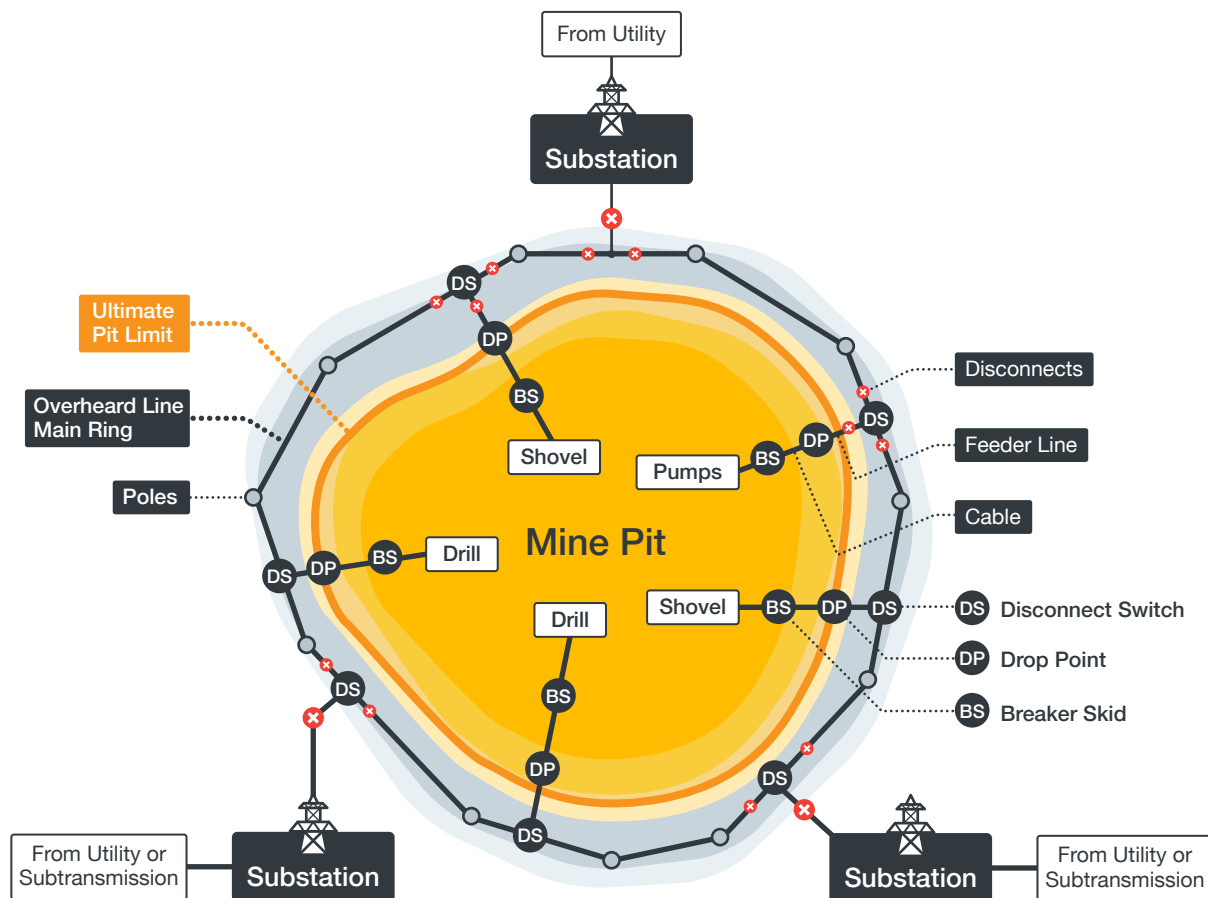 From Utility
Substation
DS
Ultimate
Pit Limit
DP
Disconnects
BS
Overheard Line
Main Ring
DS
DP
Feeder Line
Shovel
BS
Pumps
Poles
Cable
Mine Pit
BS
Drill
DP
DS
Shovel
BS
DP
DS
DS
Disconnect Switch
Drill
DP
Drop Point
DS
BS
BS
Breaker Skid
DP
DS
DS
From Utility or
Subtransmission
Substation
Substation
From Utility or
Subtransmission